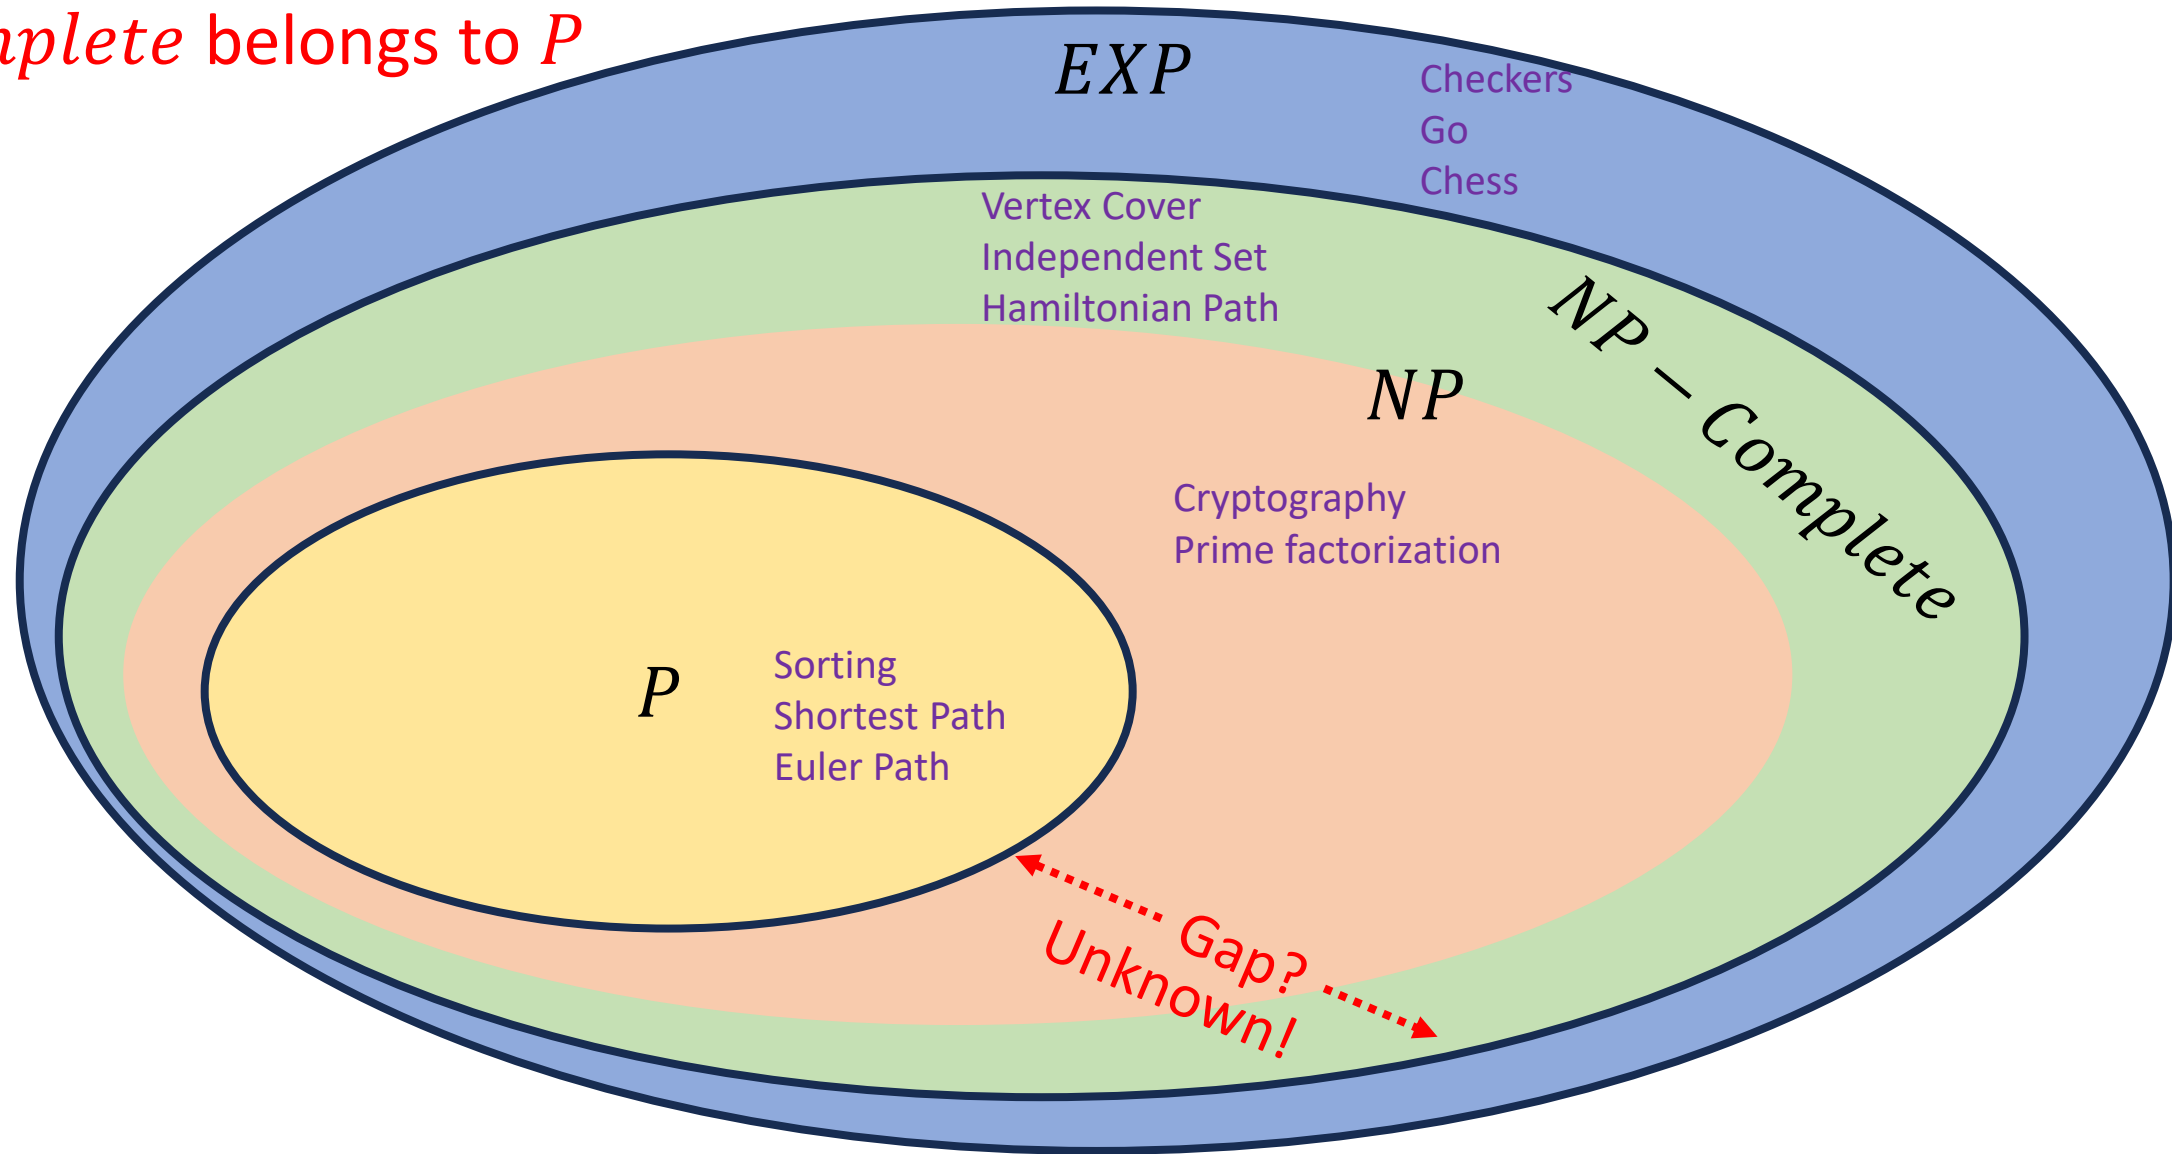 belongs to P
EXP
Checkers
Go
Chess
Vertex Cover
Independent Set
Hamiltonian Path
NP − Complete
NP
Cryptography
Prime factorization
P
Sorting
Shortest Path
Euler Path
Gap?
Unknown!